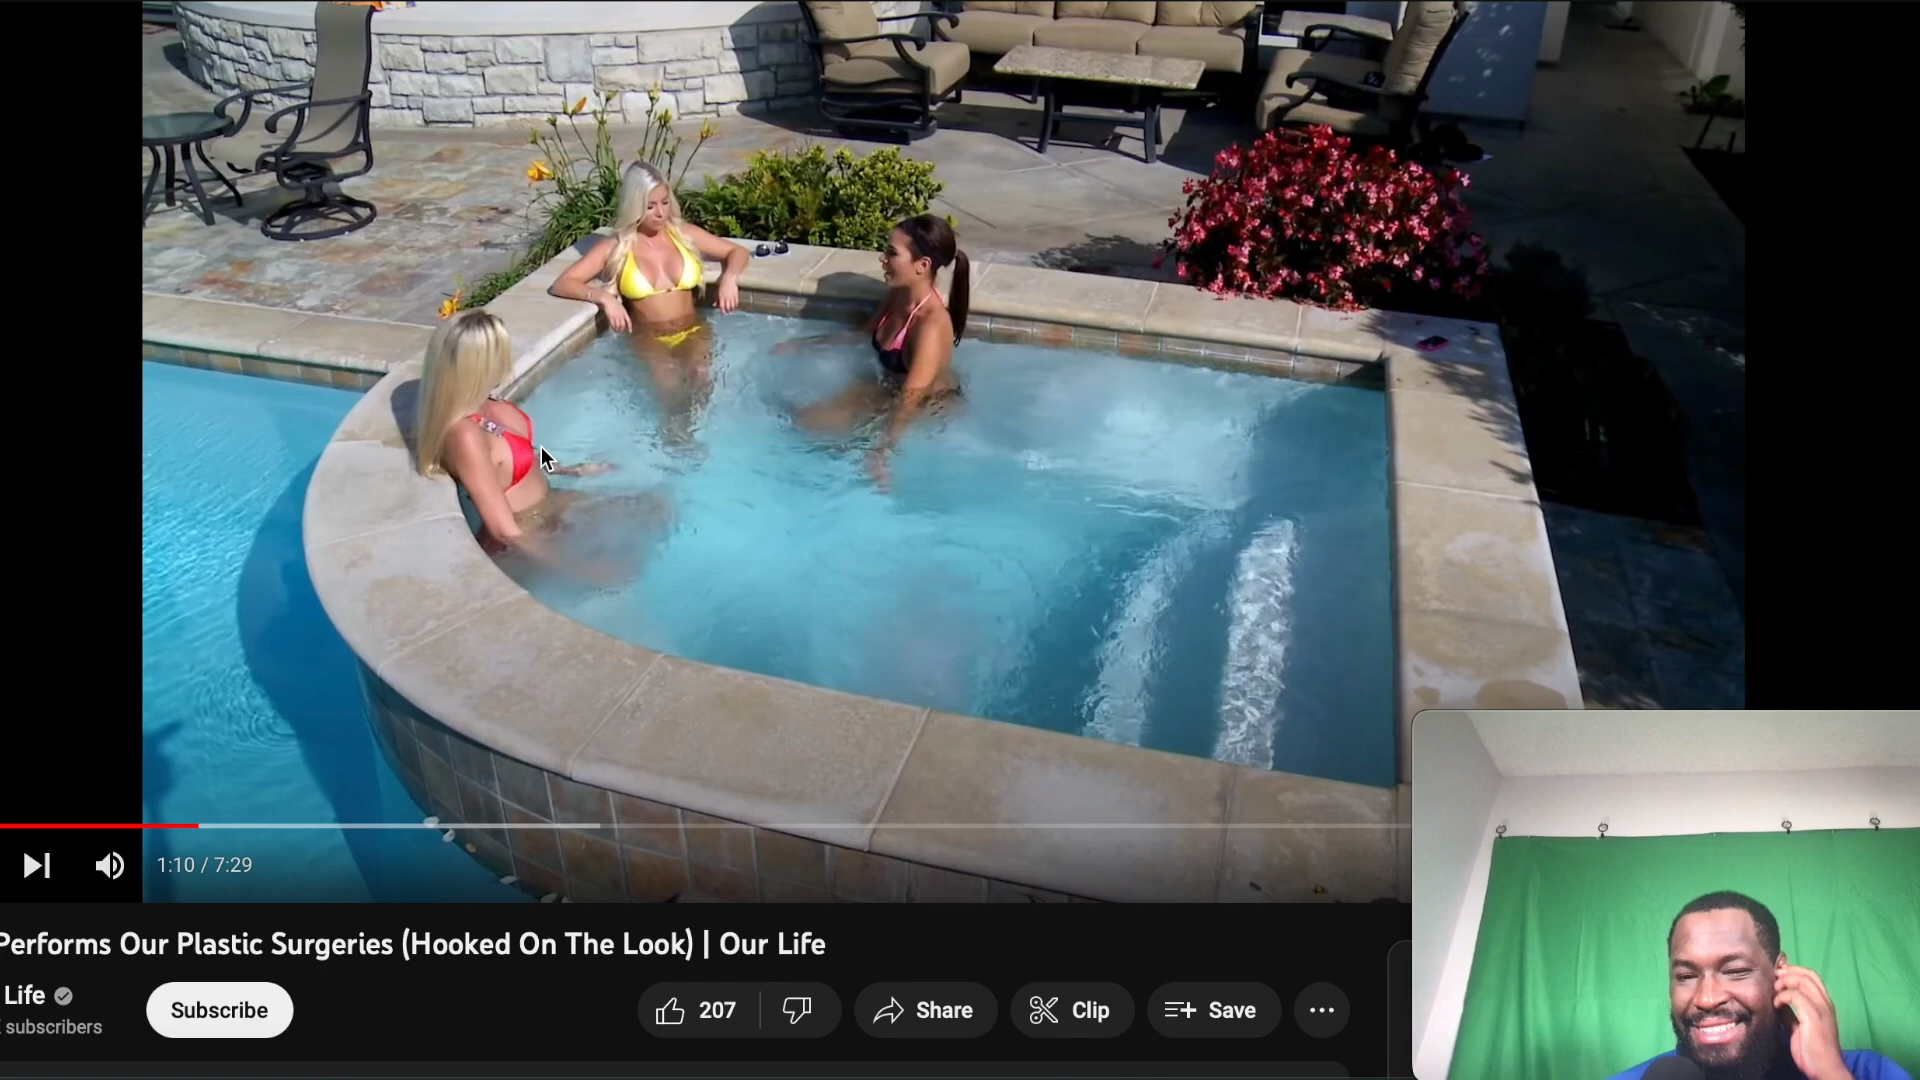 1:10 / 7:29
Performs Our Plastic Surgeries (Hooked On The Look) | Our Life
Life
Subscribe
207
Share
Clip
Save
subscribers